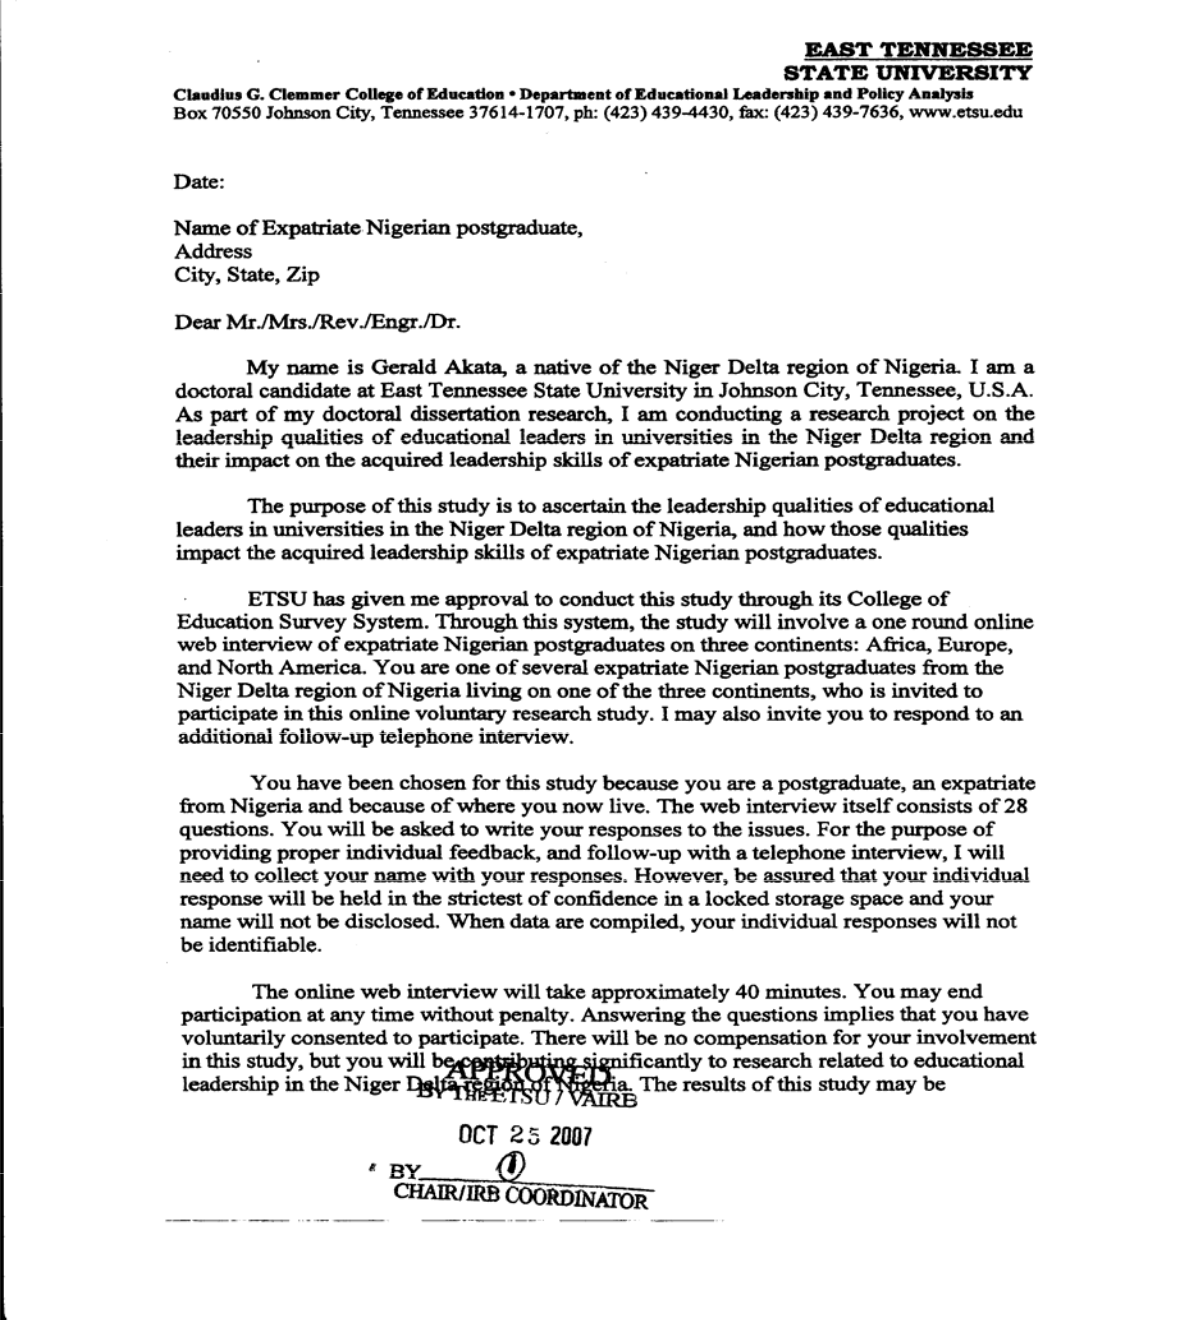 EAST TENNESSEE
STATE UNIVERSITY
Claudius G. Clemmer College of Education • Department of Educational Leadership and Policy Analysis
Box 70550 Johnson City, Tennessee 37614-1707, ph: (423) 439-4430, fax: (423) 439-7636, www.etsu.edu
Date:
Name of Expatriate Nigerian postgraduate,
Address
City, State, Zip
Dear Mr./Mrs./Rev./Engr./Dr.
My name is Gerald Akata, a native of the Niger Delta region of Nigeria. I am a
doctoral candidate at East Tennessee State University in Johnson City, Tennessee, U.S.A.
As part of my doctoral dissertation research, I am conducting a research project on the
leadership qualities of educational leaders in universities in the Niger Delta region and
their impact on the acquired leadership skills of expatriate Nigerian postgraduates.
The purpose of this study is to ascertain the leadership qualities of educational
leaders in universities in the Niger Delta region of Nigeria, and how those qualities
impact the acquired leadership skills of expatriate Nigerian postgraduates.
ETSU has given me approval to conduct this study through its College of
Education Survey System. Through this system, the study will involve a one round online
web interview of expatriate Nigerian postgraduates on three continents: Africa, Europe,
and North America. You are one of several expatriate Nigerian postgraduates from the
Niger Delta region of Nigeria living on one of the three continents, who is invited to
participate in this online voluntary research study. I may also invite you to respond to an
additional follow-up telephone interview.
You have been chosen for this study because you are a postgraduate, an expatriate
from Nigeria and because of where you now live. The web interview itself consists of 28
questions. You will be asked to write your responses to the issues. For the purpose of
providing proper individual feedback, and follow-up with a telephone interview, I will
need to collect your name with your responses. However, be assured that your individual
response will be held in the strictest of confidence in a locked storage space and your
name will not be disclosed. When data are compiled, your individual responses will not
be identifiable.
The online web interview will take approximately 40 minutes. You may end
participation at any time without penalty. Answering the questions implies that you have
voluntarily consented to participate. There will be no compensation for your involvement
in this study, but you will be contributing significantly to research related to educational
leadership in the Niger Delta region of Nigeria. The results of this study may be
APPROVED
BY THE ETSU / VA IRB
OCT 25 2007
BY
CHAIR/IRB COORDINATOR